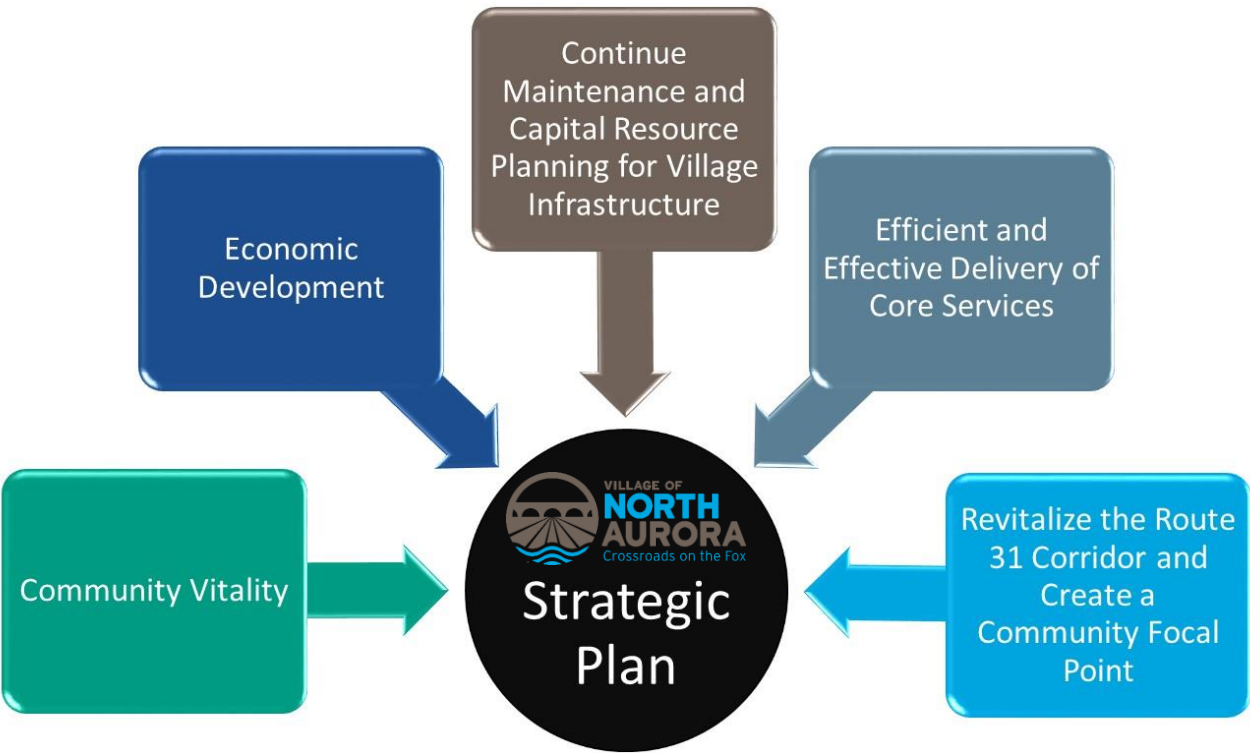 Continue
Maintenance and
Capital Resource
Planning for Village
Infrastructure
Economic
Development
Efficient and
Effective Delivery of
Core Services
Community Vitality
VILLAGE OF
NORTH
AURORA
Crossroads on the Fox
Strategic
Plan
Revitalize the Route
31 Corridor and
Create a
Community Focal
Point